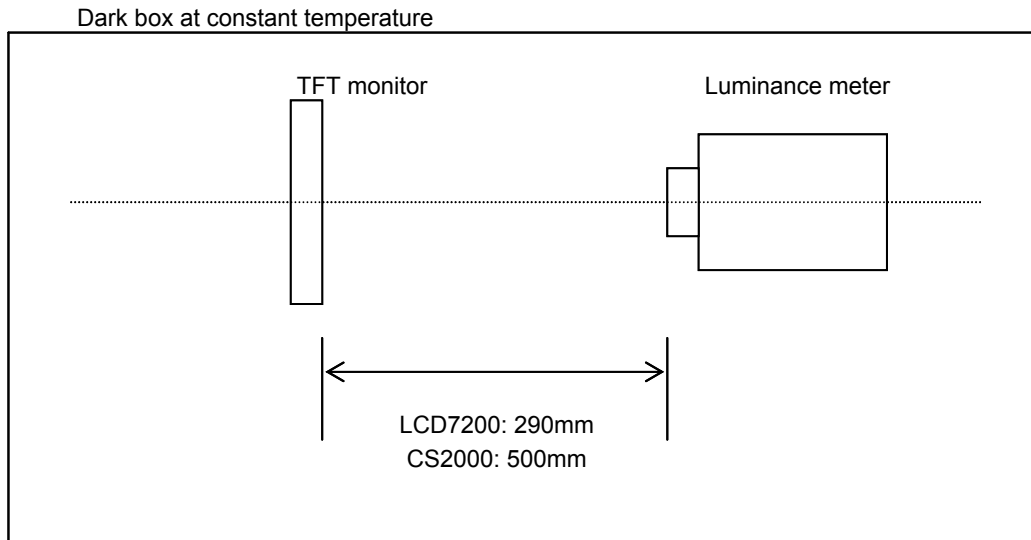 Dark box at constant temperature
TFT monitor
Luminance meter
LCD7200: 290mm
CS2000: 500mm